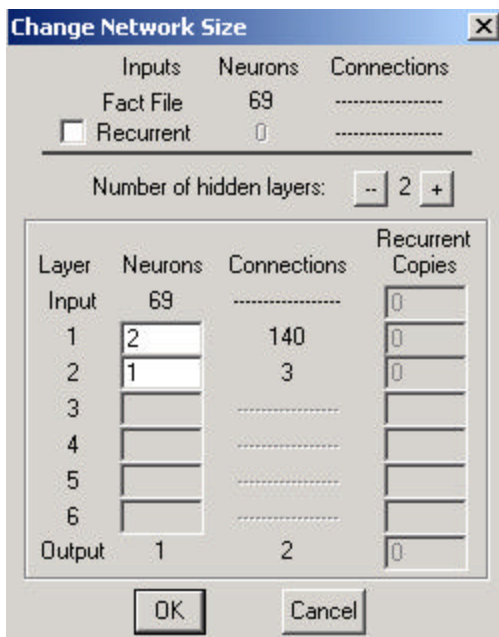 Change Network Size
Inputs Neurons Connections
Fact File 69 ------------------
Recurrent 0 ------------------
Number of hidden layers: -- 2 +
Recurrent
Layer Neurons Connections Copies
Input 69 ------------------ 0
1 2 140 0
2 1 3 0
3 ------------------
4 ------------------
5 ------------------
6 ------------------
Output 1 2 0
OK Cancel